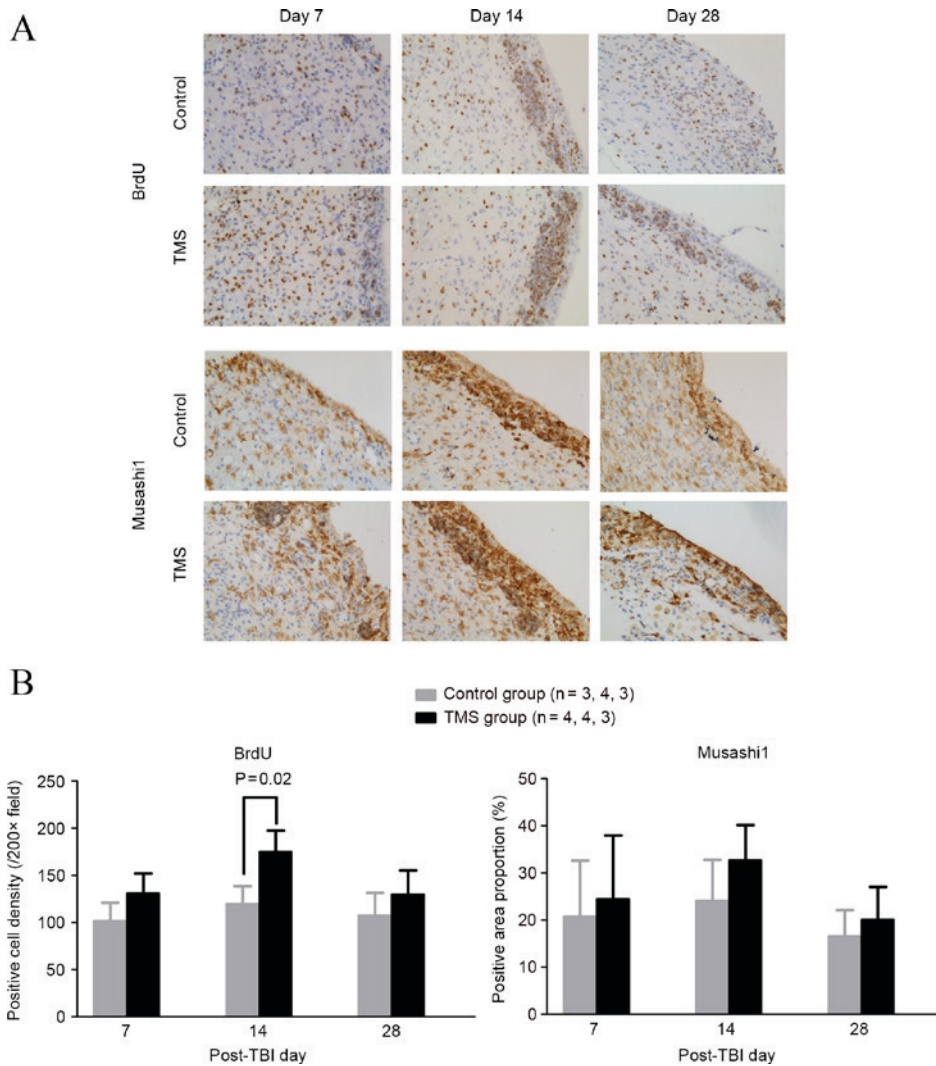 A
Day 7 Day 14 Day 28
BrdU
Control
TMS
Musashi1
Control
TMS
B
Control group (n = 3, 4, 3)
TMS group (n = 4, 4, 3)
BrdU
P=0.02
Positive cell density (/200× field)
250
200
150
100
50
0
7 14 28
Post-TBI day
Musashi1
Positive area proportion (%)
50
40
30
20
10
0
7 14 28
Post-TBI day